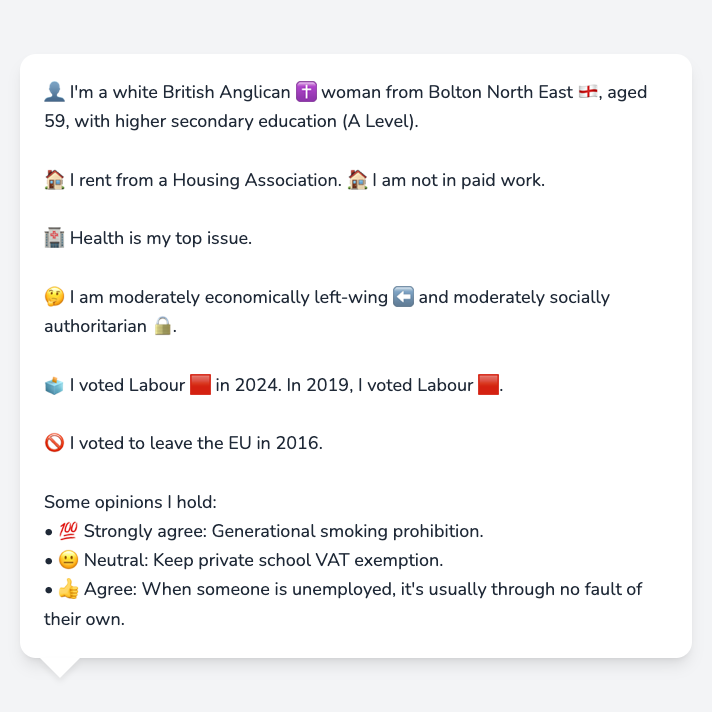 👤 I'm a white British Anglican ✝️ woman from Bolton North East 🏴󠁧󠁢󠁥󠁮󠁧󠁿, aged
59, with higher secondary education (A Level).
🏠 I rent from a Housing Association. 🏠 I am not in paid work.
🏥 Health is my top issue.
🤔 I am moderately economically left-wing ⬅️ and moderately socially
authoritarian 🔒.
🗳️ I voted Labour 🟥 in 2024. In 2019, I voted Labour 🟥.
🚫 I voted to leave the EU in 2016.
Some opinions I hold:
• 💯 Strongly agree: Generational smoking prohibition.
• 😐 Neutral: Keep private school VAT exemption.
• 👍 Agree: When someone is unemployed, it's usually through no fault of
their own.